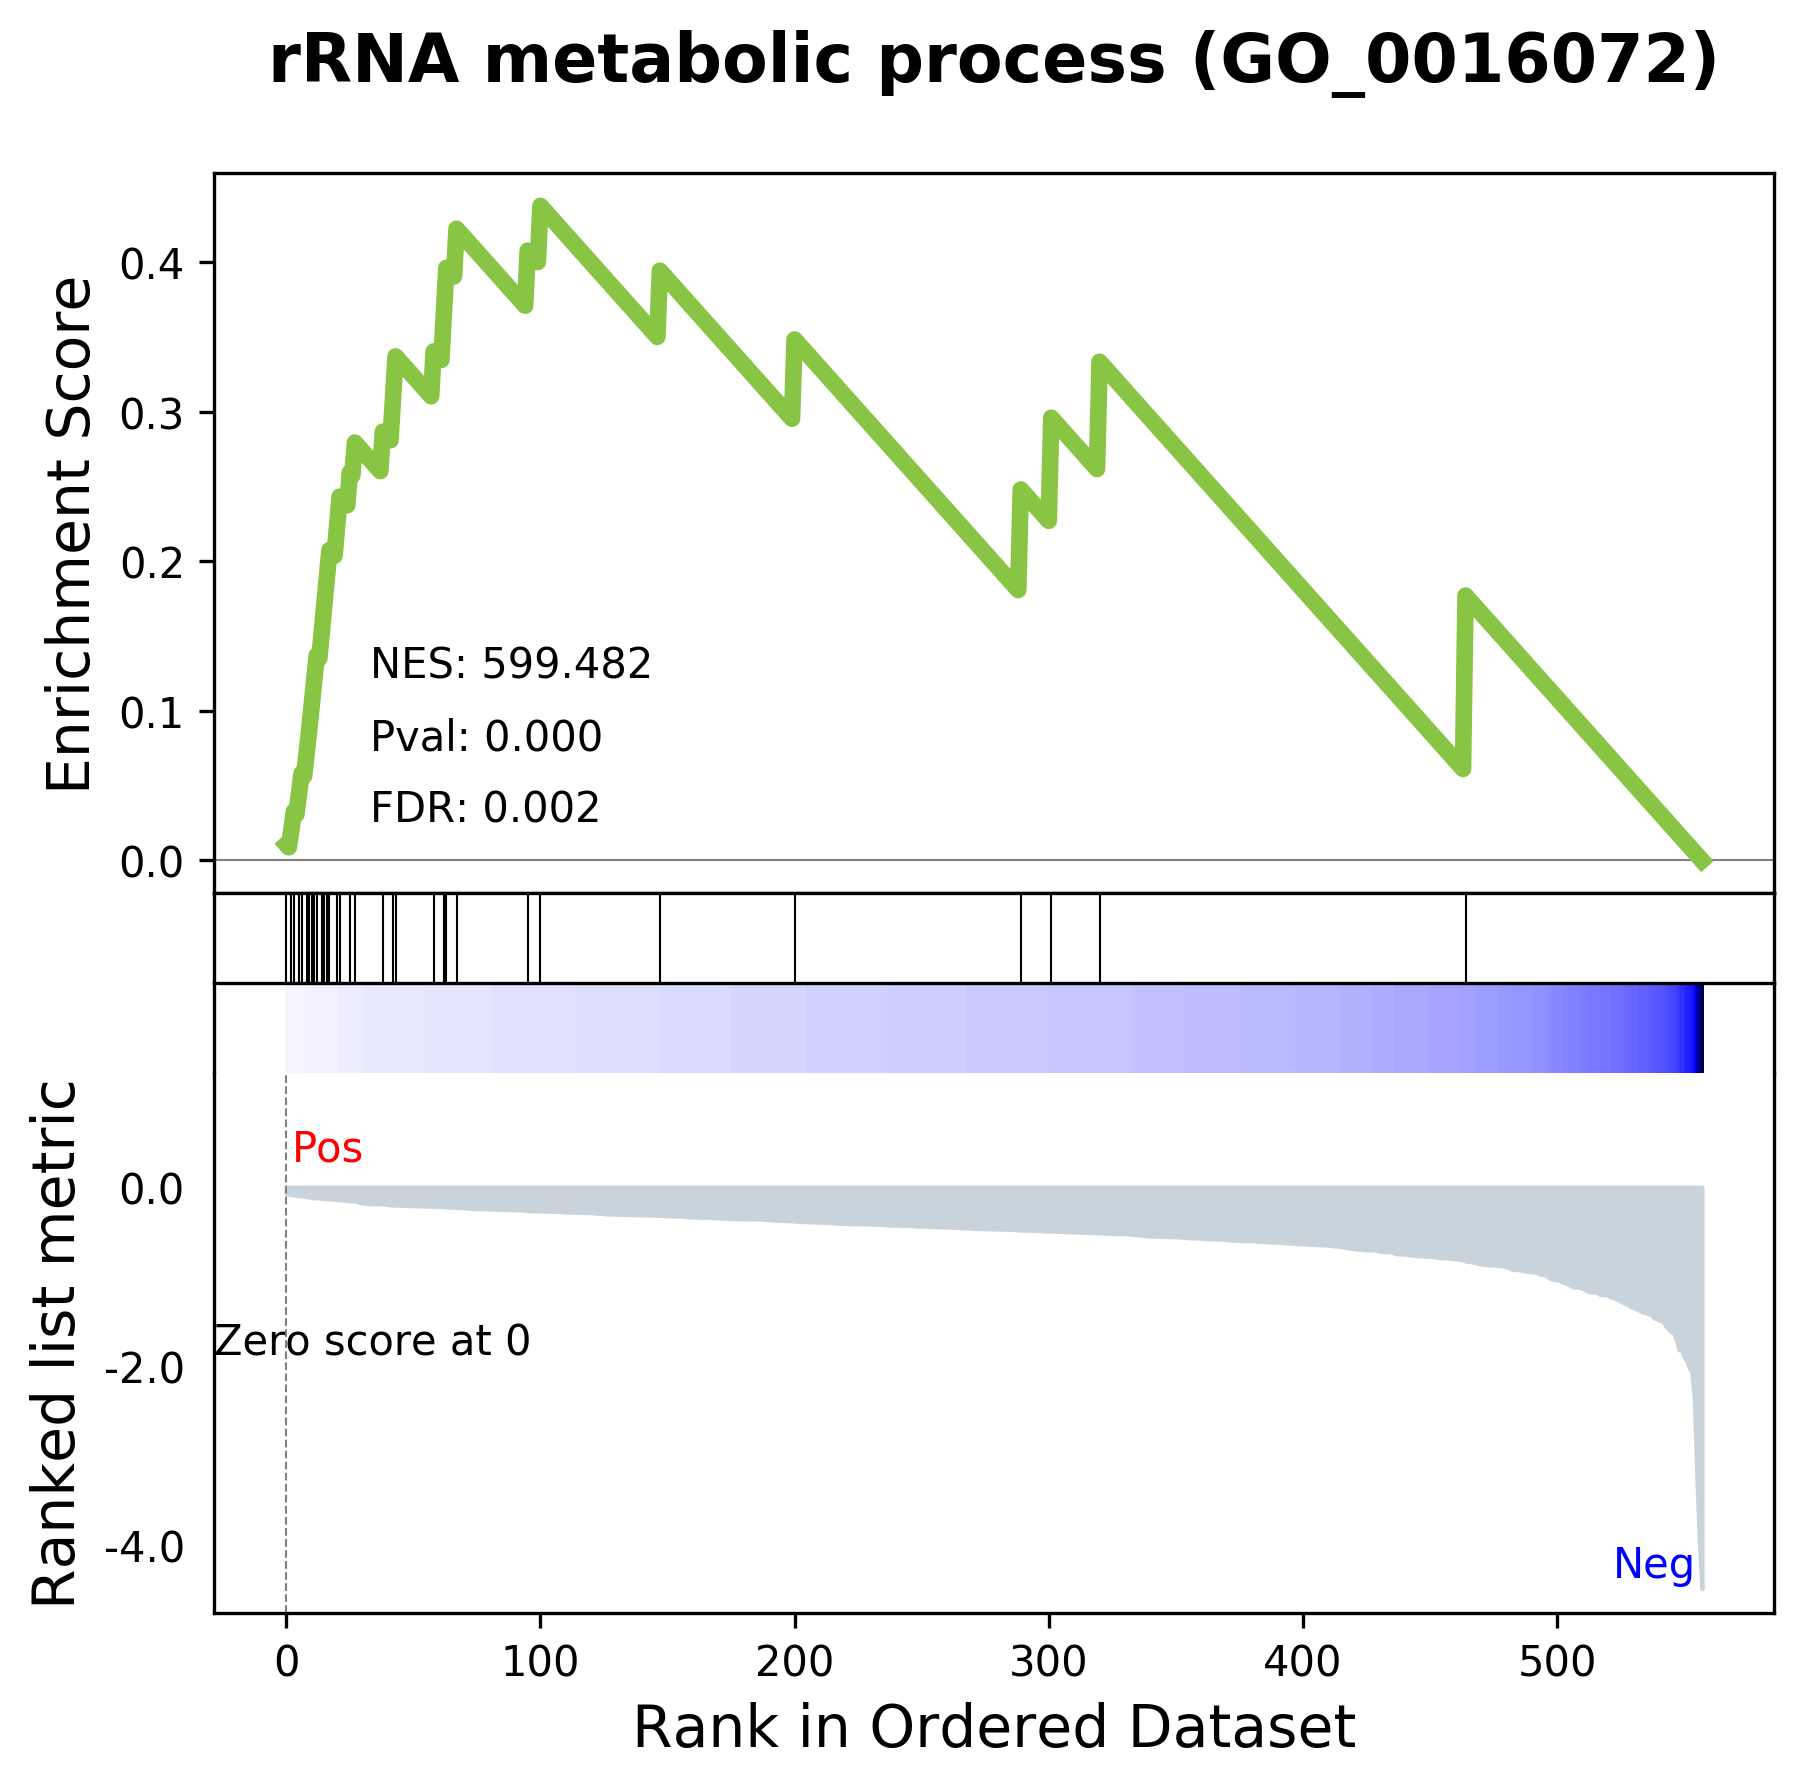 rRNA metabolic process (GO_0016072)
Enrichment Score
0.4
0.3
0.2
0.1
0.0
NES: 599.482
Pval: 0.000
FDR: 0.002
Ranked list metric
Pos
0.0
Zero score at 0
-2.0
-4.0
Neg
0 100 200 300 400 500
Rank in Ordered Dataset